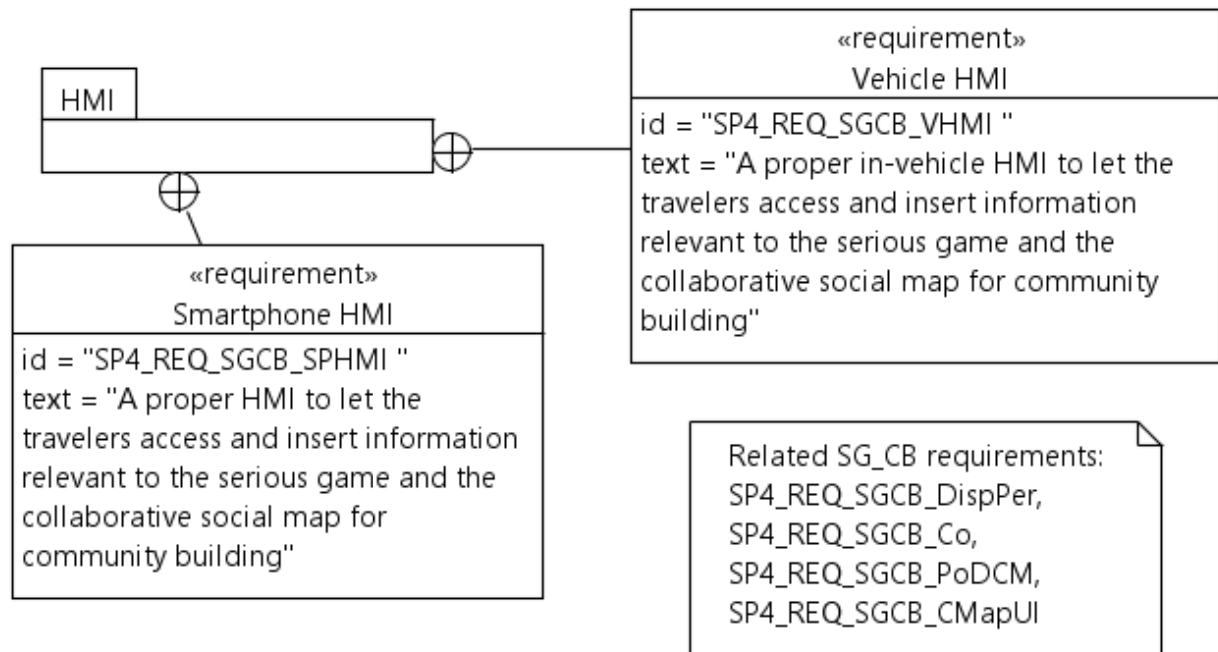 HMI
«requirement»
Vehicle HMI
id = "SP4_REQ_SGCB_VHMI "
text = "A proper in-vehicle HMI to let the
travelers access and insert information
relevant to the serious game and the
collaborative social map for community
building"
«requirement»
Smartphone HMI
id = "SP4_REQ_SGCB_SPHMI "
text = "A proper HMI to let the
travelers access and insert information
relevant to the serious game and the
collaborative social map for
community building"
Related SG_CB requirements:
SP4_REQ_SGCB_DispPer,
SP4_REQ_SGCB_Co,
SP4_REQ_SGCB_PoDCM,
SP4_REQ_SGCB_CMapUI